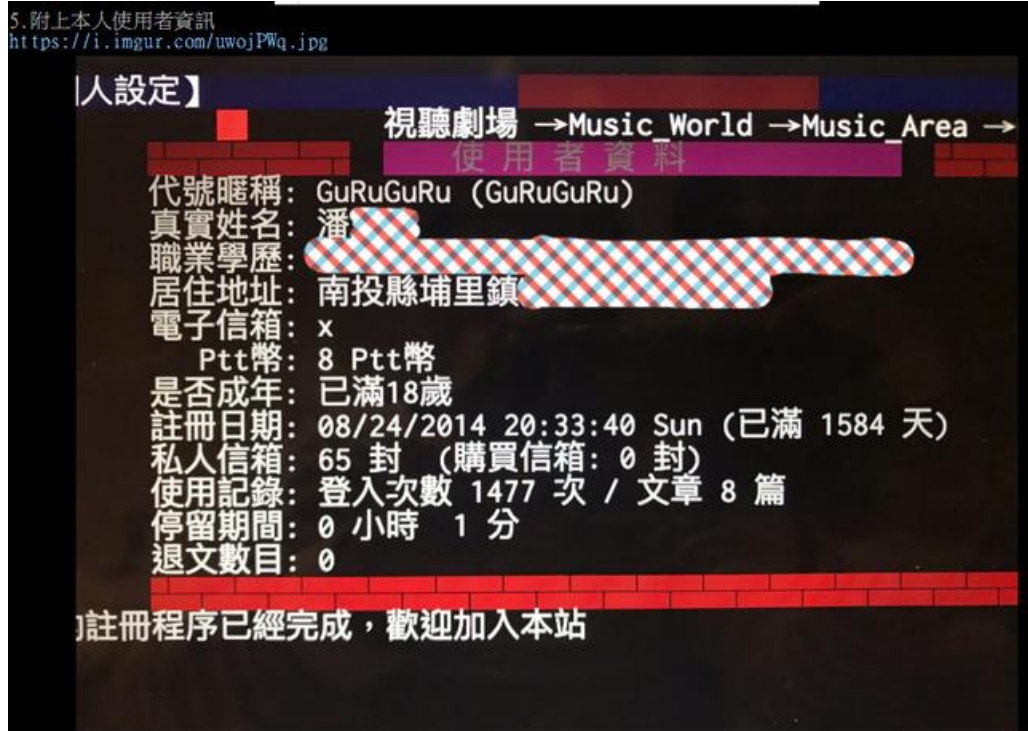 5.附上本人使用者資訊
https://i.imgur.com/uwojPWq.jpg
人設定】
視聽劇場 →Music_World →Music_Area →
使用者資料
代號暱稱: GuRuGuRu (GuRuGuRu)
真實姓名: 潘
職業學歷:
居住地址: 南投縣埔里鎮
電子信箱: x
Ptt幣: 8 Ptt幣
是否成年: 已滿18歲
註冊日期: 08/24/2014 20:33:40 Sun (已滿 1584 天)
私人信箱: 65 封 (購買信箱: 0 封)
使用記錄: 登入次數 1477 次 / 文章 8 篇
停留期間: 0 小時 1 分
退文數目: 0
註冊程序已經完成，歡迎加入本站